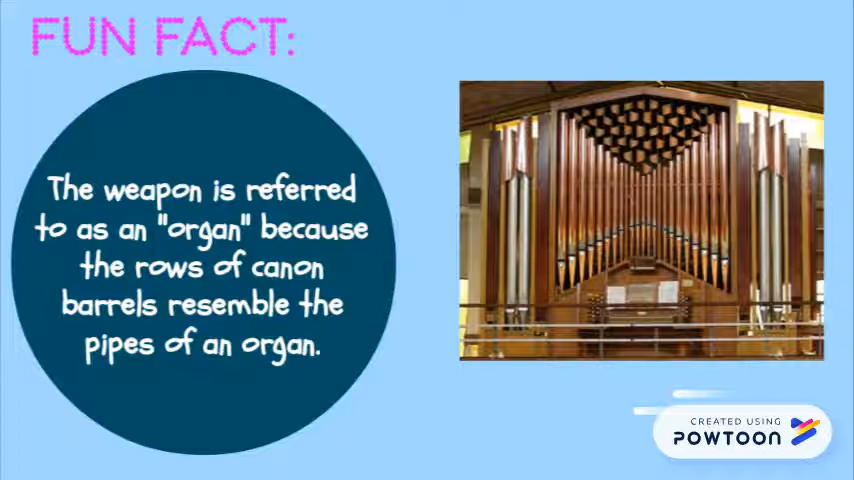 FUN FACT:
The weapon is referred
to as an "organ" because
the rows of canon
barrels resemble the
pipes of an organ.
CREATED USING
POWTOON